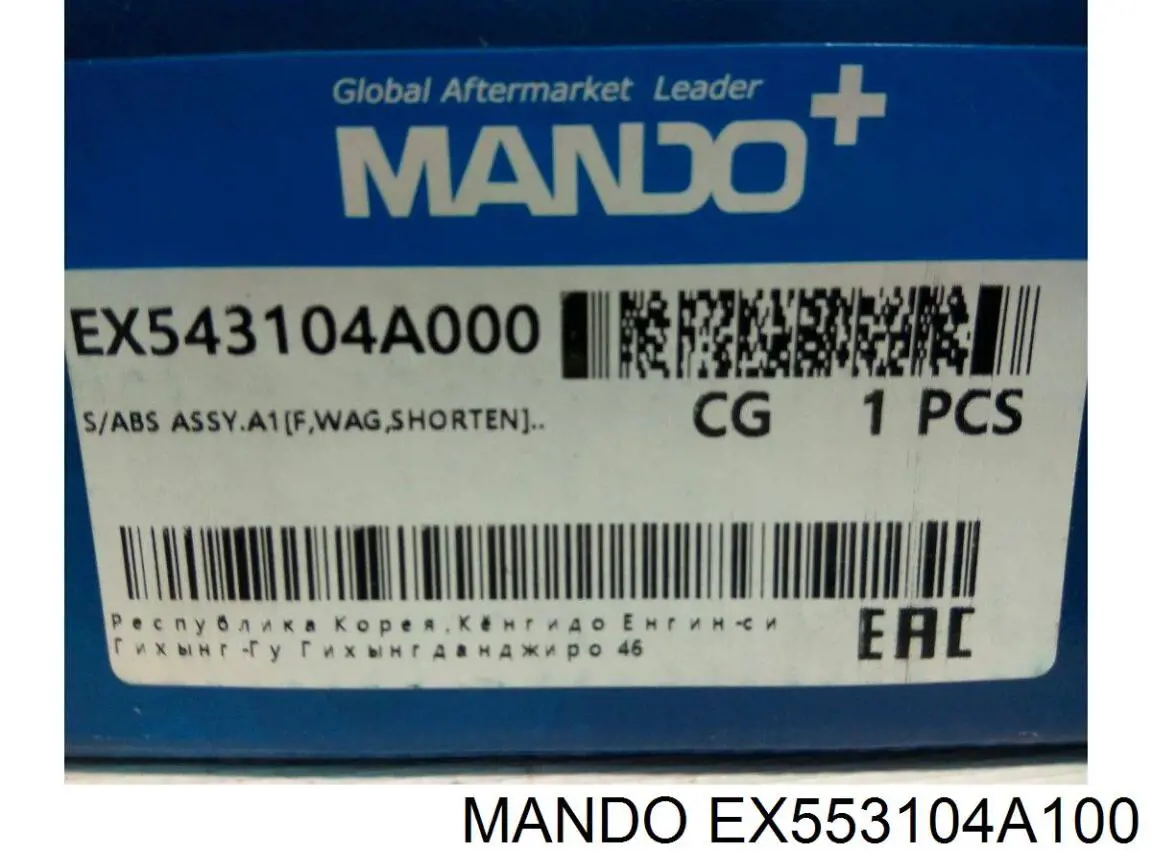 Global Aftermarket Leader
MANDO+
EX543104A000
S/ABS ASSY.A1[F,WAG,SHORTEN]..
CG 1 PCS
Республика Корея,Кёнгидо Енгин-си
Гихынг-Гу Гихынгданджиро 46
EAC
MANDO EX553104A100